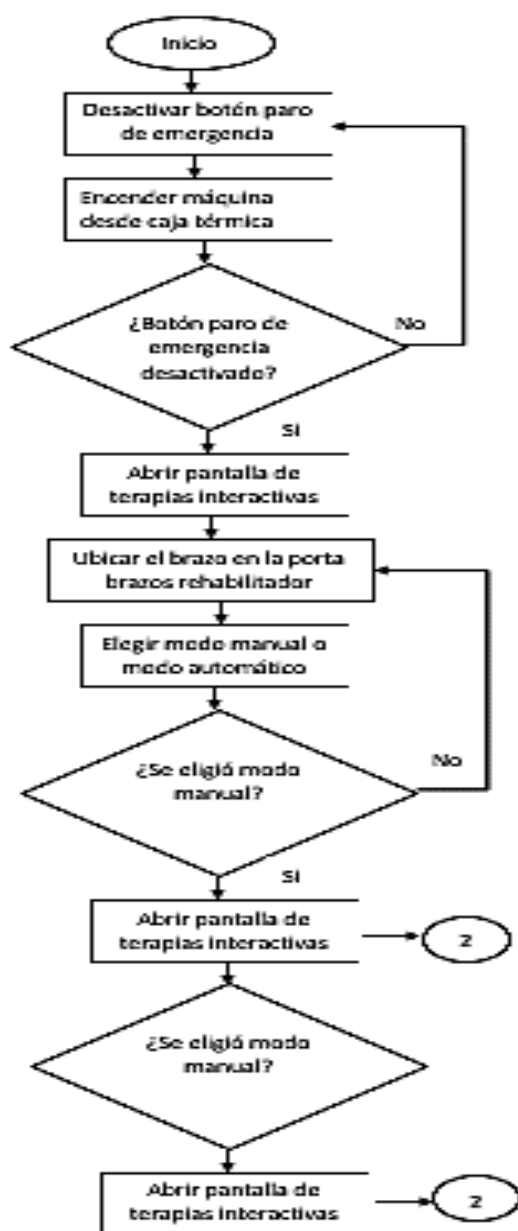 Inicio
Desactivar botón paro
de emergencia
Encender máquina
desde caja térmica
¿Botón paro de
emergencia
desactivado?
No
Si
Abrir pantalla de
terapias interactivas
Ubicar el brazo en la porta
brazos rehabilitador
Elegir modo manual o
modo automático
¿Se eligió modo
manual?
No
Si
Abrir pantalla de
terapias interactivas
2
¿Se eligió modo
manual?
Abrir pantalla de
terapias interactivas
2